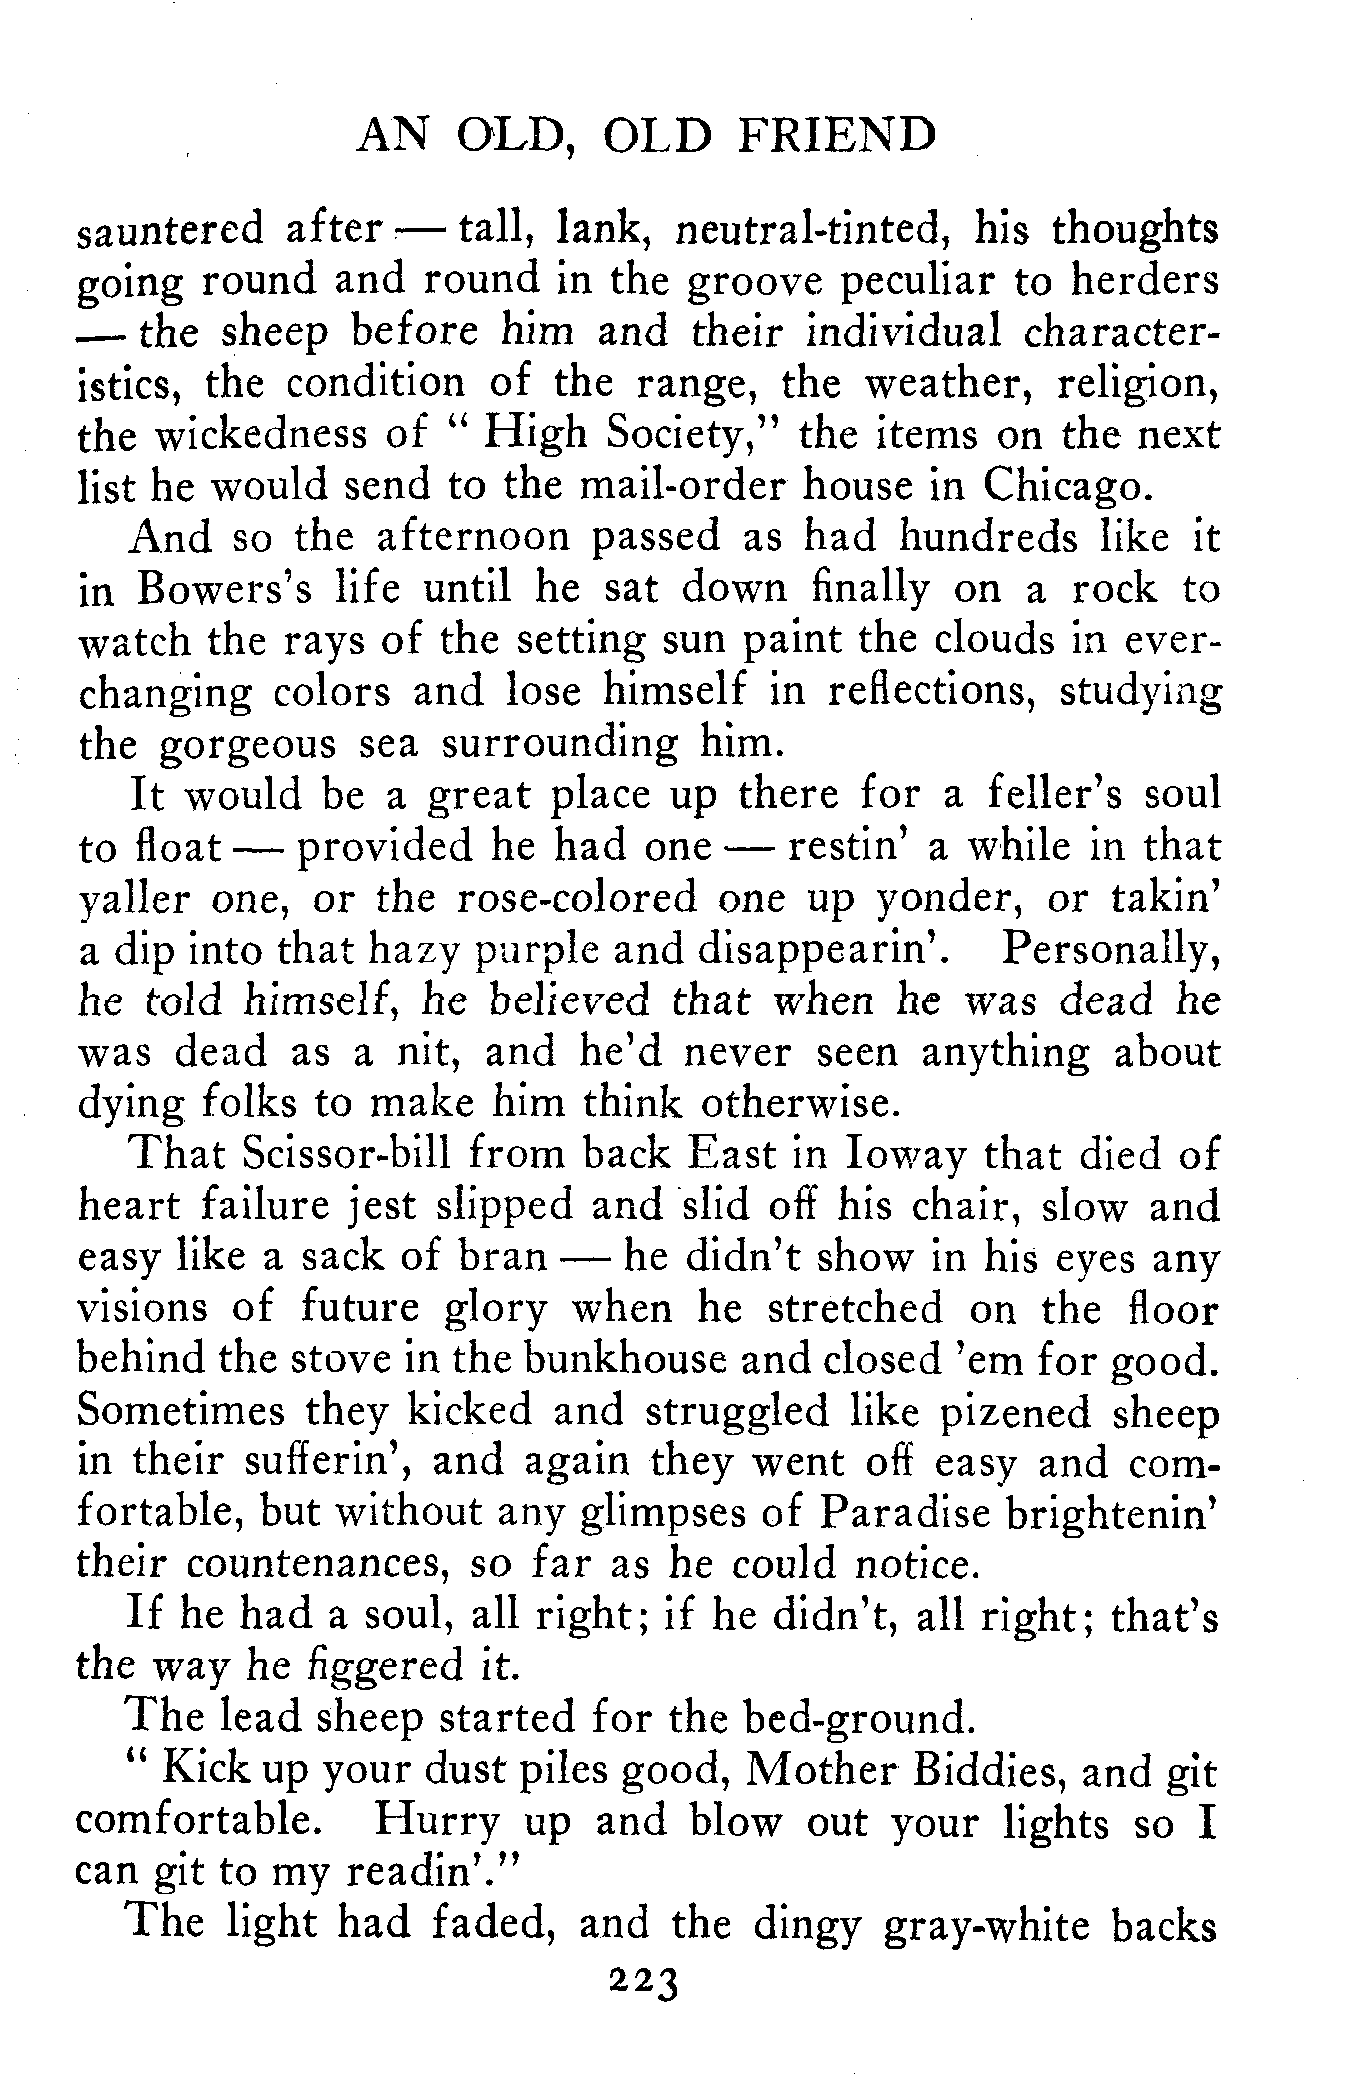 AN OLD, OLD FRIEND
sauntered after — tall, lank, neutral-tinted, his thoughts
going round and round in the groove peculiar to herders
— the sheep before him and their individual character-
istics, the condition of the range, the weather, religion,
the wickedness of “ High Society,” the items on the next
list he would send to the mail-order house in Chicago.
And so the afternoon passed as had hundreds like it
in Bowers’s life until he sat down finally on a rock to
watch the rays of the setting sun paint the clouds in ever-
changing colors and lose himself in reflections, studying
the gorgeous sea surrounding him.
It would be a great place up there for a feller’s soul
to float — provided he had one — restin’ a while in that
yaller one, or the rose-colored one up yonder, or takin’
a dip into that hazy purple and disappearin’. Personally,
he told himself, he believed that when he was dead he
was dead as a nit, and he’d never seen anything about
dying folks to make him think otherwise.
That Scissor-bill from back East in Ioway that died of
heart failure jest slipped and slid off his chair, slow and
easy like a sack of bran — he didn’t show in his eyes any
visions of future glory when he stretched on the floor
behind the stove in the bunkhouse and closed ’em for good.
Sometimes they kicked and struggled like pizened sheep
in their sufferin’, and again they went off easy and com-
fortable, but without any glimpses of Paradise brightenin’
their countenances, so far as he could notice.
If he had a soul, all right; if he didn’t, all right; that’s
the way he figgered it.
The lead sheep started for the bed-ground.
“ Kick up your dust piles good, Mother Biddies, and git
comfortable. Hurry up and blow out your lights so I
can git to my readin’.”
The light had faded, and the dingy gray-white backs
223